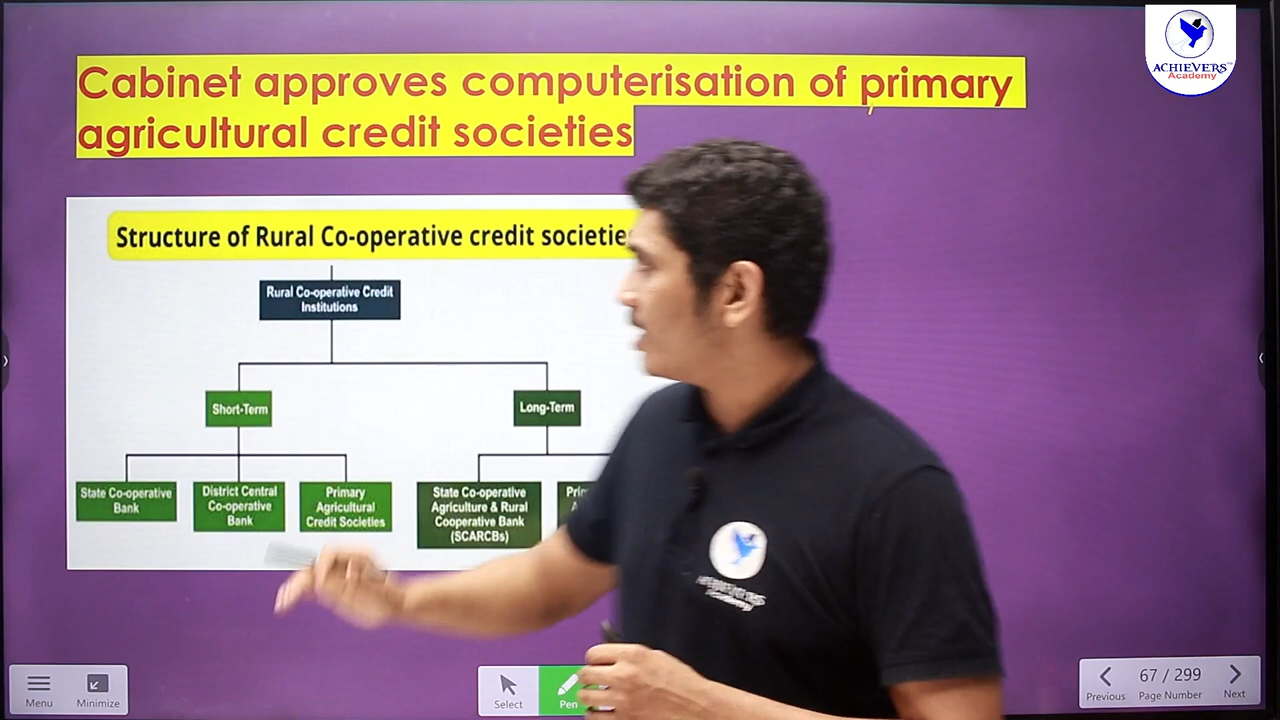 ACHIEVERS™
Academy
Cabinet approves computerisation of primary
agricultural credit societies
Structure of Rural Co-operative credit
Rural Co-operative Credit
Institutions
Short-Term
Long-Term
State Co-operative
Bank
District Central
Co-operative
Bank
Primary
Agricultural
Credit Societies
State Co-operative
Agriculture & Rural
Cooperative Bank
(SCARCBs)
ACHIEVERS
Academy
Menu
Minimize
Select
Pen
Previous
67 / 299
Page Number
Next